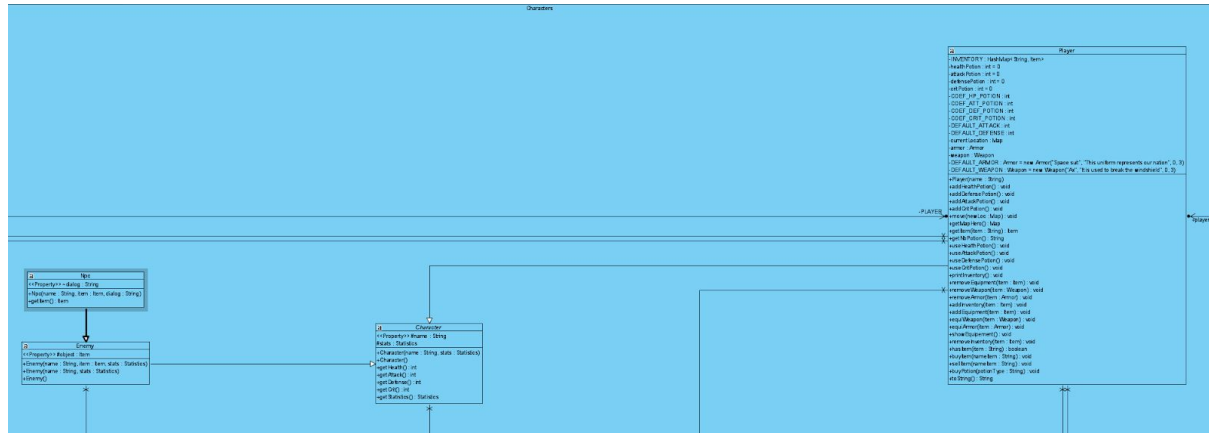 Characters
Player
-INVENTORY : HashMap<String, Item>
-healthPotion : int = 0
-attackPotion : int = 0
-defensePotion : int = 0
-critPotion : int = 0
-COEF_HP_POTION : int
-COEF_ATT_POTION : int
-COEF_DEF_POTION : int
-COEF_CRIT_POTION : int
-DEFAULT_ATTACK : int
-DEFAULT_DEFENSE : int
-currentLocation : Map
-armor : Armor
-weapon : Weapon
-DEFAULT_ARMOR : Armor = new Armor("Space suit", "This uniform represents our nation", 0, 3)
-DEFAULT_WEAPON : Weapon = new Weapon("Ax", "It is used to break the windshield", 0, 3)
+Player(name : String)
+addHealthPotion() : void
+addDefensePotion() : void
+addAttackPotion() : void
+addCritPotion() : void
+move(newLoc : Map) : void
+getMapHero() : Map
+getItem(item : String) : Item
+getNbPotion() : String
+useHealthPotion() : void
+useAttackPotion() : void
+useDefensePotion() : void
+useCritPotion() : void
+printInventory() : void
+removeEquipment(item : Item) : void
+removeWeapon(item : Weapon) : void
+removeArmor(item : Armor) : void
+addInventory(item : Item) : void
+addEquipment(item : Item) : void
+equiWeapon(item : Weapon) : void
+equiArmor(item : Armor) : void
+showEquipement() : void
+removeInventory(item : Item) : void
+hasItem(item : String) : boolean
+buyItem(nameItem : String) : void
+sellItem(nameItem : String) : void
+buyPotion(potionType : String) : void
+toString() : String
-PLAYER
+player
Npc
<<Property>> -dialog : String
+Npc(name : String, item : Item, dialog : String)
+getItem() : Item
Enemy
<<Property>> #object : Item
+Enemy(name : String, item : Item, stats : Statistics)
+Enemy(name : String, stats : Statistics)
+Enemy()
Character
<<Property>> #name : String
#stats : Statistics
+Character(name : String, stats : Statistics)
+Character()
+getHealth() : int
+getAttack() : int
+getDefense() : int
+getCrit() : int
+getStatistics() : Statistics